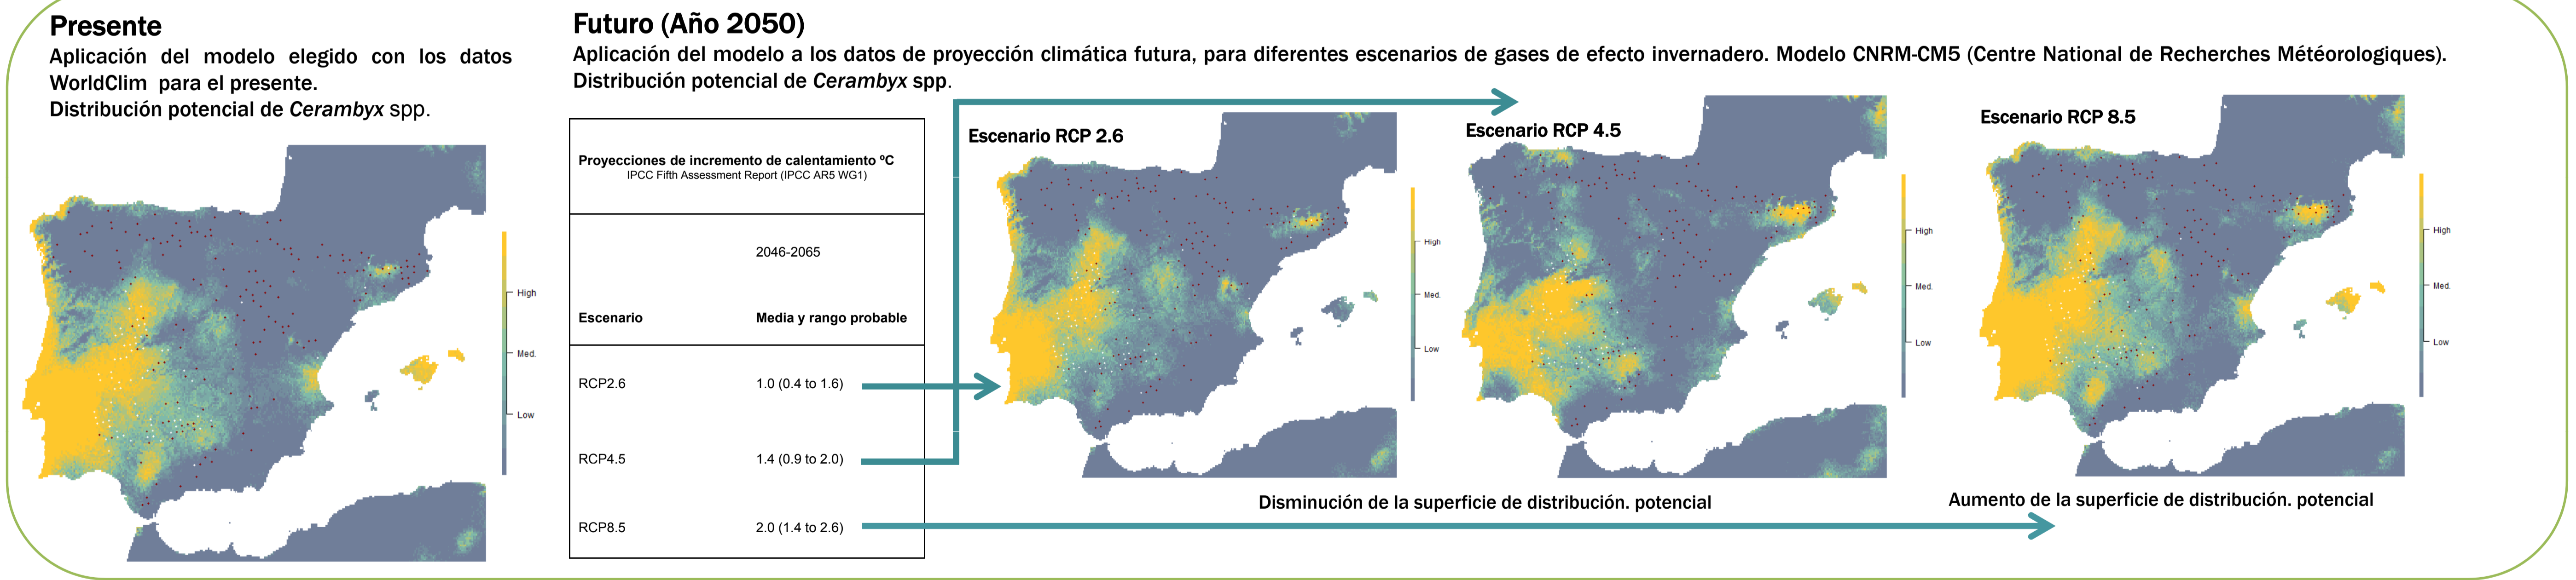 Presente
Aplicación del modelo elegido con los datos
WorldClim para el presente.
Distribución potencial de Cerambyx spp.
High
Med.
Low
Futuro (Año 2050)
Aplicación del modelo a los datos de proyección climática futura, para diferentes escenarios de gases de efecto invernadero. Modelo CNRM-CM5 (Centre National de Recherches Météorologiques).
Distribución potencial de Cerambyx spp.
Proyecciones de incremento de calentamiento ºC
IPCC Fifth Assessment Report (IPCC AR5 WG1)
2046-2065
Escenario Media y rango probable
RCP2.6 1.0 (0.4 to 1.6)
RCP4.5 1.4 (0.9 to 2.0)
RCP8.5 2.0 (1.4 to 2.6)
Escenario RCP 2.6
High
Med.
Low
Escenario RCP 4.5
High
Med.
Low
Escenario RCP 8.5
High
Med.
Low
Disminución de la superficie de distribución. potencial
Aumento de la superficie de distribución. potencial